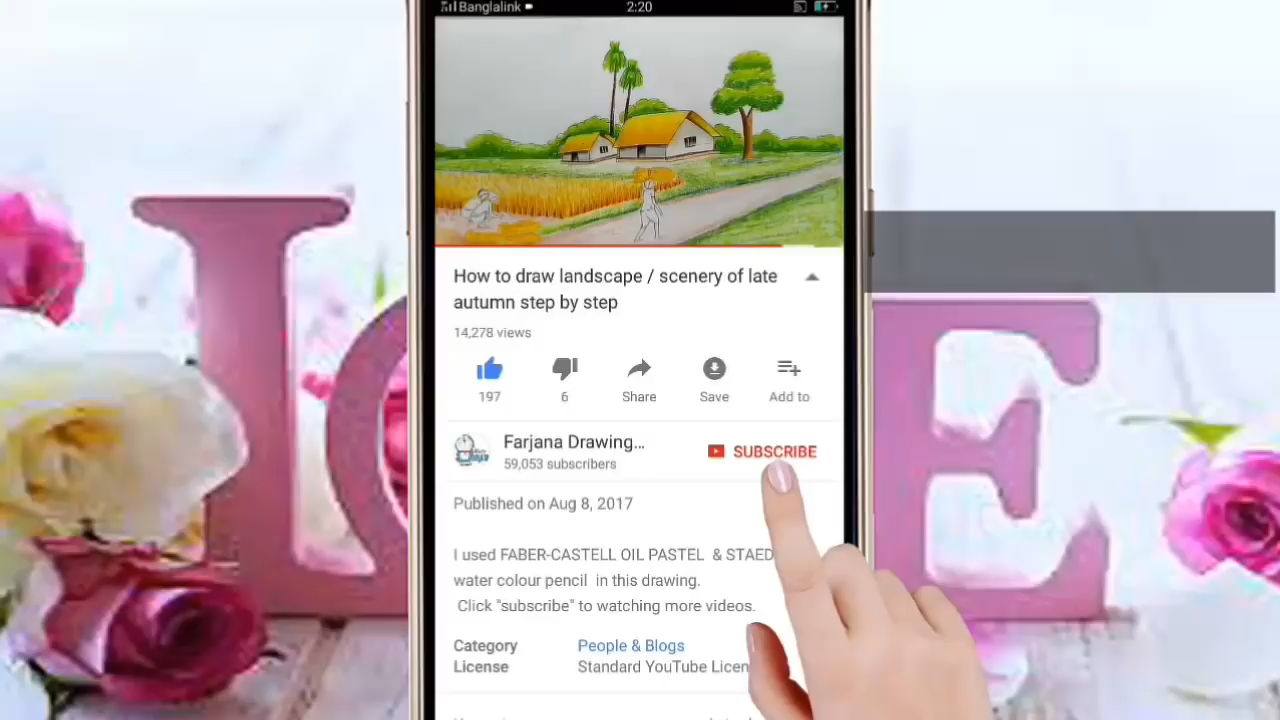 Banglalink
2:20
How to draw landscape / scenery of late
autumn step by step
14,278 views
197
6
Share
Save
Add to
Farjana Drawing...
SUBSCRIBE
59,053 subscribers
Published on Aug 8, 2017
I used FABER-CASTELL OIL PASTEL & STAED
water colour pencil in this drawing.
Click "subscribe" to watching more videos.
Category
People & Blogs
License
Standard YouTube Licen